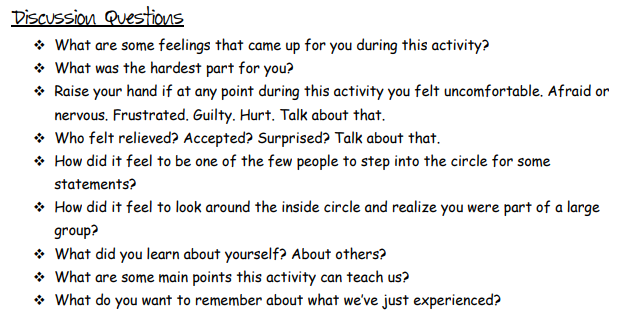 Discussion Questions
❖ What are some feelings that came up for you during this activity?
❖ What was the hardest part for you?
❖ Raise your hand if at any point during this activity you felt uncomfortable. Afraid or
nervous. Frustrated. Guilty. Hurt. Talk about that.
❖ Who felt relieved? Accepted? Surprised? Talk about that.
❖ How did it feel to be one of the few people to step into the circle for some
statements?
❖ How did it feel to look around the inside circle and realize you were part of a large
group?
❖ What did you learn about yourself? About others?
❖ What are some main points this activity can teach us?
❖ What do you want to remember about what we've just experienced?